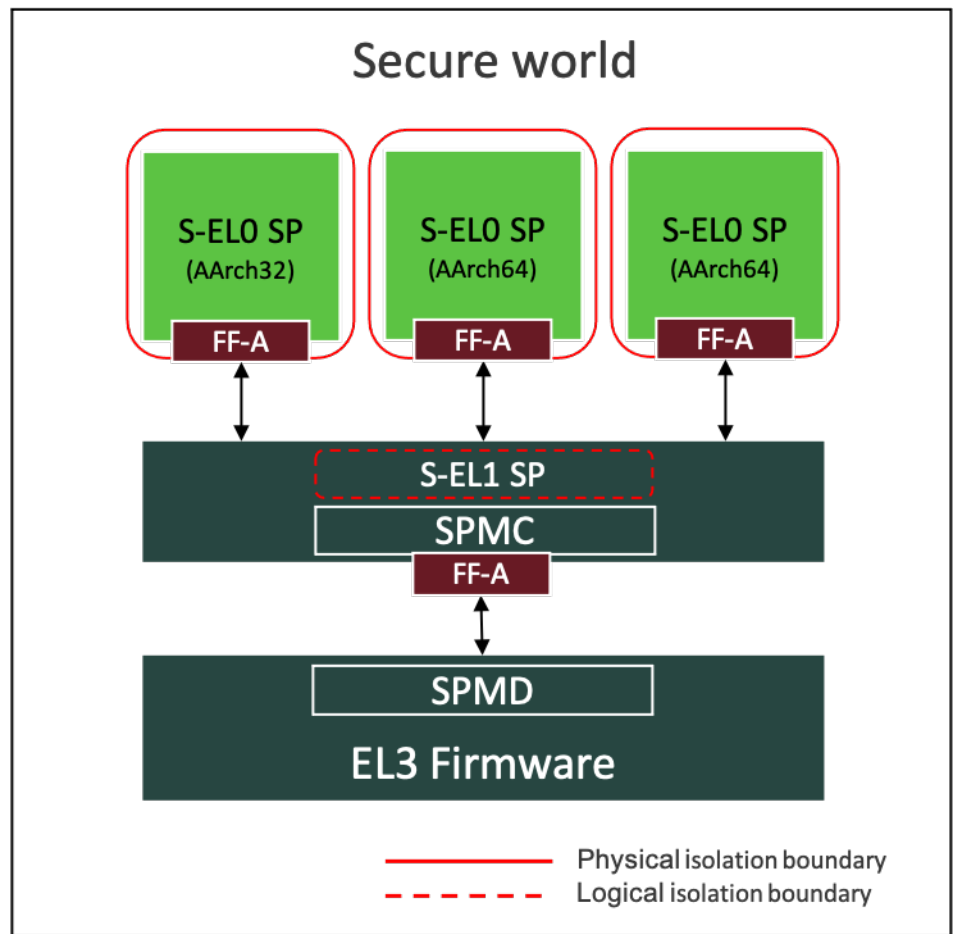 Secure world
S-EL0 SP
(AArch32)
S-EL0 SP
(AArch64)
S-EL0 SP
(AArch64)
FF-A
FF-A
FF-A
S-EL1 SP
SPMC
FF-A
SPMD
EL3 Firmware
Physical isolation boundary
Logical isolation boundary